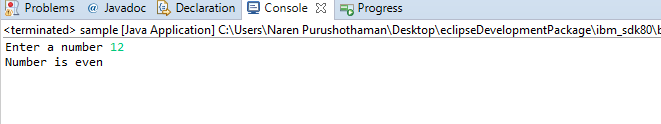 Problems @ Javadoc Declaration Console Progress
<terminated> sample [Java Application] C:\Users\Naren Purushothaman\Desktop\eclipseDevelopmentPackage\ibm_sdk80\b
Enter a number 12
Number is even